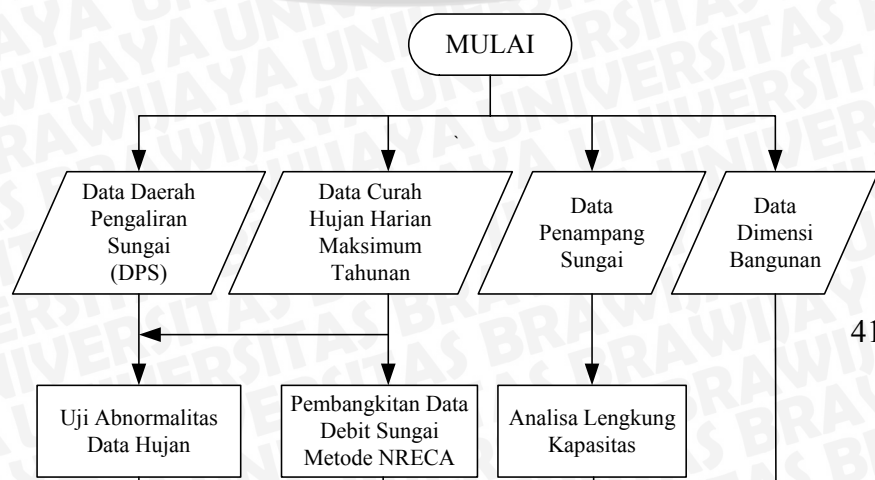 MULAI
Data Daerah
Pengaliran
Sungai
(DPS)
Data Curah
Hujan Harian
Maksimum
Tahunan
Data
Penampang
Sungai
Data
Dimensi
Bangunan
41
Uji Abnormalitas
Data Hujan
Pembangkitan Data
Debit Sungai
Metode NRECA
Analisa Lengkung
Kapasitas